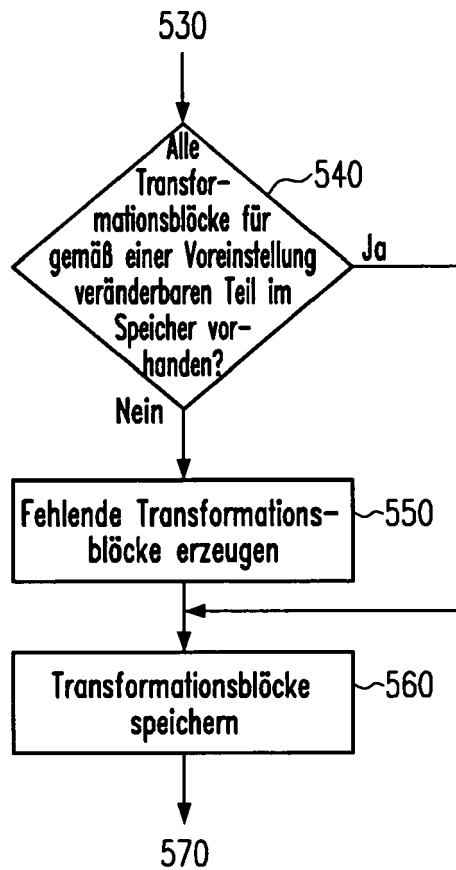 530
Alle
Transfor-
mationsblöcke für
gemäß einer Voreinstellung
veränderbaren Teil im
Speicher vor-
handen?
540
Ja
Nein
Fehlende Transformations-
blöcke erzeugen
550
Transformationsblöcke
speichern
560
570